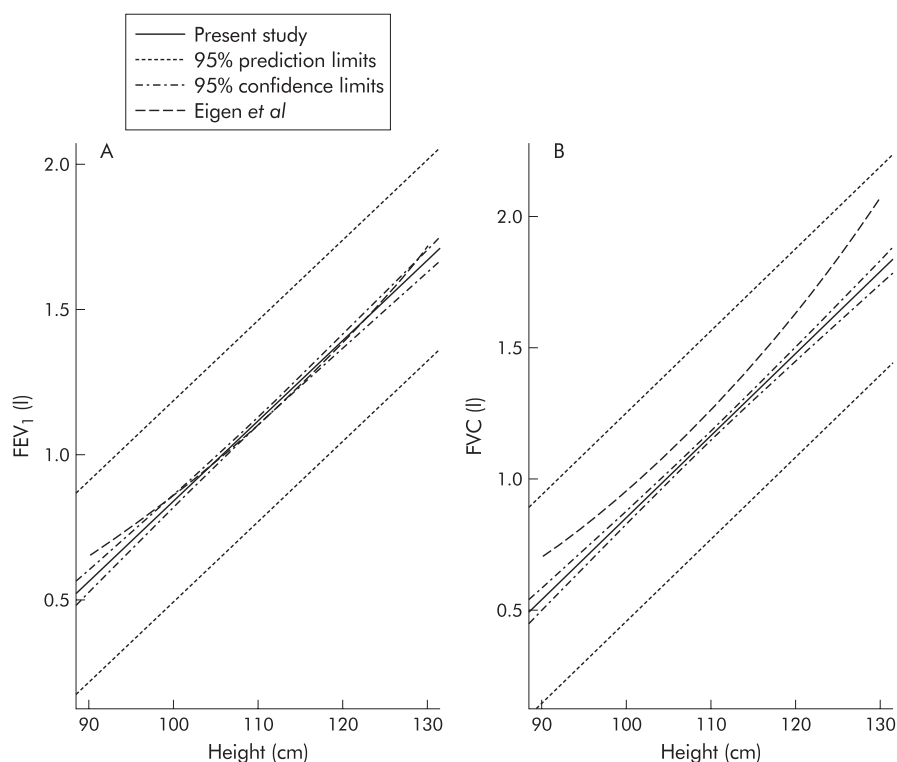 Present study
95% prediction limits
95% confidence limits
Eigen et al
A
2.0
1.5
1.0
0.5
FEV1 (l)
90 100 110 120 130
Height (cm)
B
2.0
1.5
1.0
0.5
FVC (l)
90 100 110 120 130
Height (cm)